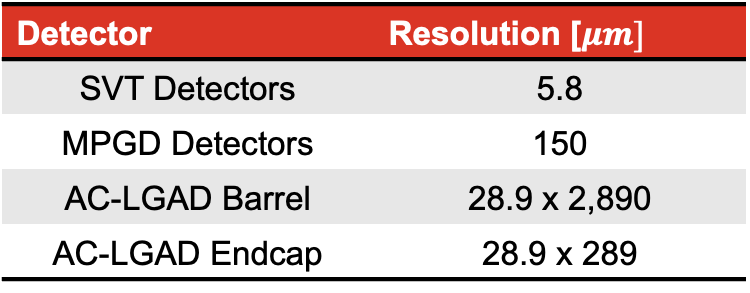 Detector Resolution [μm]
SVT Detectors 5.8
MPGD Detectors 150
AC-LGAD Barrel 28.9 x 2,890
AC-LGAD Endcap 28.9 x 289